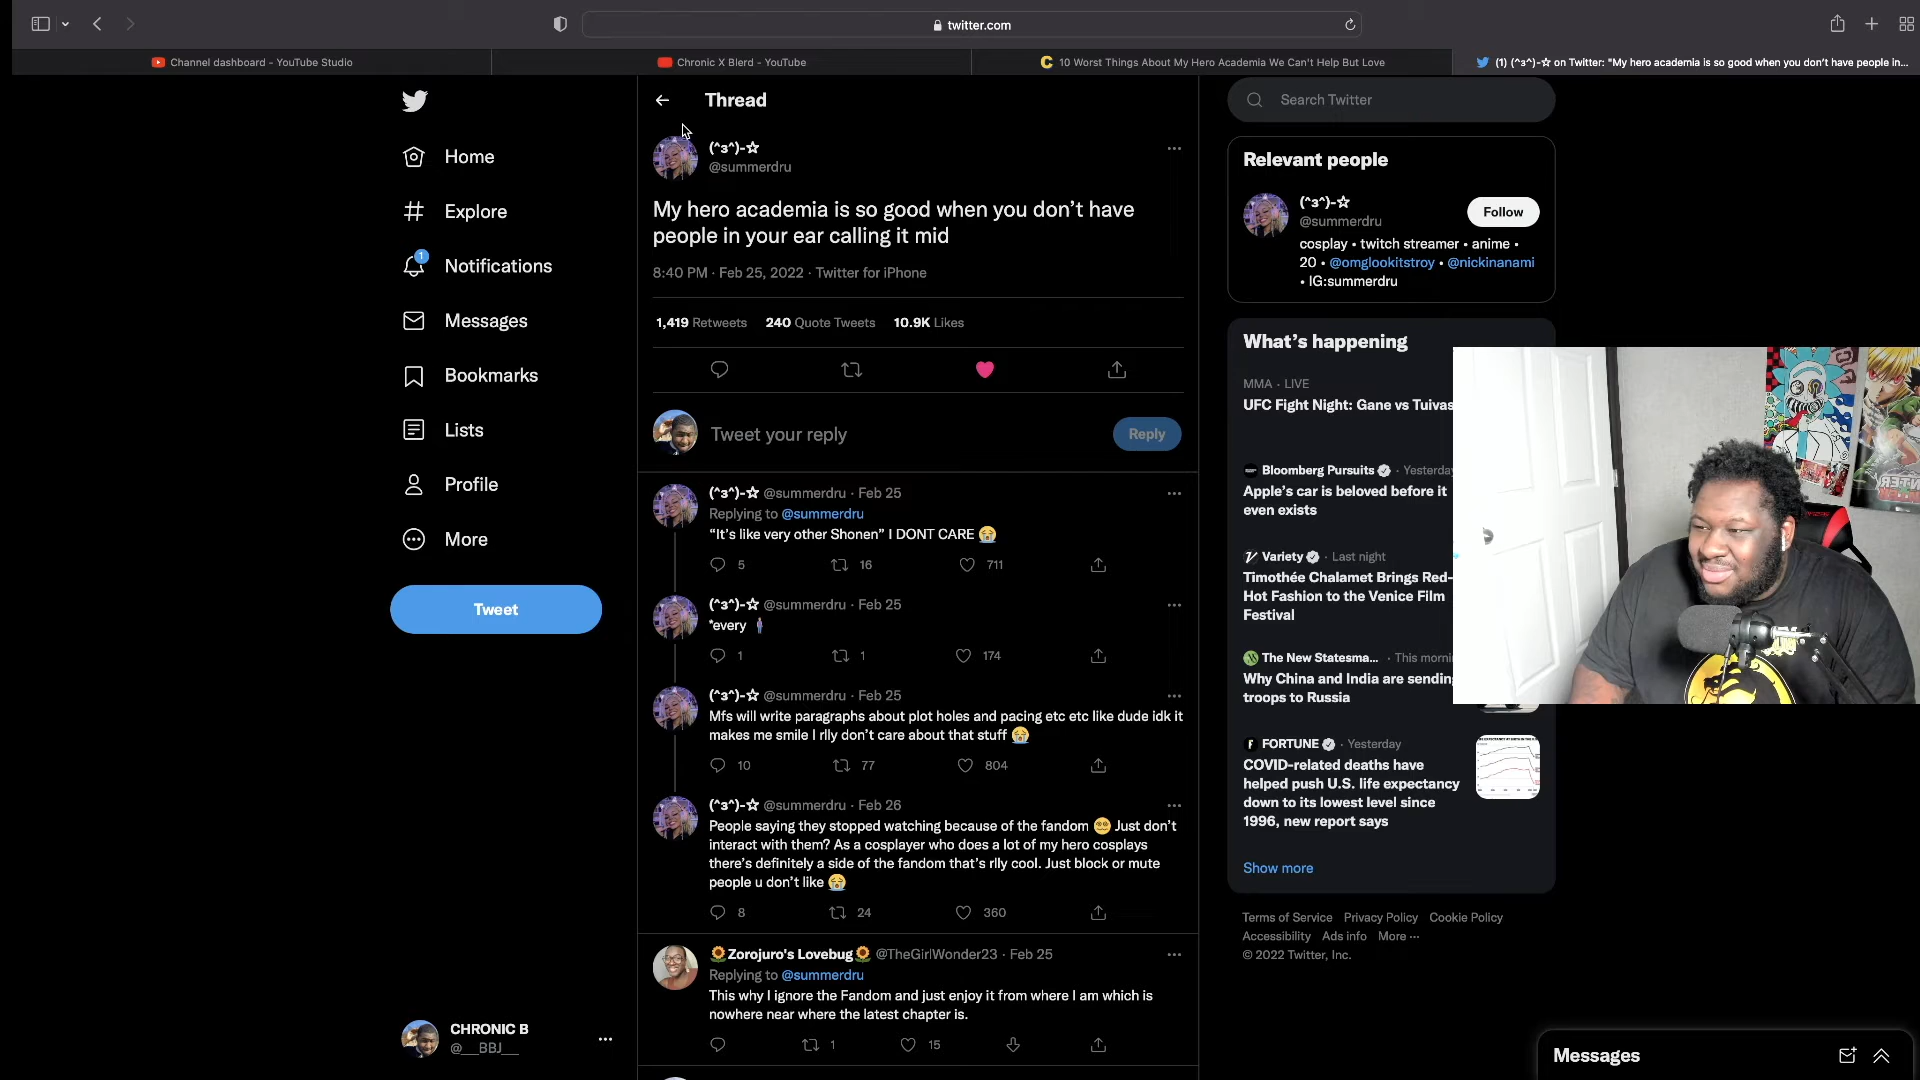 twitter.com
Channel dashboard - YouTube Studio
Chronic X Blerd - YouTube
10 Worst Things About My Hero Academia We Can't Help But Love
(1) (^з^)-☆ on Twitter: "My hero academia is so good when you don't have people in...
Home
Explore
1
Notifications
Messages
Bookmarks
Lists
Profile
More
Tweet
CHRONIC B
@__BBJ__
Thread
(^з^)-☆
@summerdru
My hero academia is so good when you don't have
people in your ear calling it mid
8:40 PM · Feb 25, 2022 · Twitter for iPhone
1,419 Retweets 240 Quote Tweets 10.9K Likes
Tweet your reply
Reply
(^з^)-☆ @summerdru · Feb 25
Replying to @summerdru
“It's like very other Shonen” I DONT CARE 😭
5 16 711
(^з^)-☆ @summerdru · Feb 25
*every 🧍‍♀️
1 1 174
(^з^)-☆ @summerdru · Feb 25
Mfs will write paragraphs about plot holes and pacing etc etc like dude idk it
makes me smile I rlly don't care about that stuff 😭
10 77 804
(^з^)-☆ @summerdru · Feb 26
People saying they stopped watching because of the fandom 😵‍💫 Just don't
interact with them? As a cosplayer who does a lot of my hero cosplays
there's definitely a side of the fandom that's rlly cool. Just block or mute
people u don't like 😭
8 24 360
🌻Zorojuro's Lovebug🌻 @TheGirlWonder23 · Feb 25
Replying to @summerdru
This why I ignore the Fandom and just enjoy it from where I am which is
nowhere near where the latest chapter is.
1 15
Search Twitter
Relevant people
(^з^)-☆
@summerdru
Follow
cosplay • twitch streamer • anime •
20 • @omglookitstroy • @nickinanami
• IG:summerdru
What's happening
MMA · LIVE
UFC Fight Night: Gane vs Tuivas
Bloomberg Pursuits · Yesterday
Apple's car is beloved before it
even exists
Variety · Last night
Timothée Chalamet Brings Red-
Hot Fashion to the Venice Film
Festival
The New Statesma... · This morni
Why China and India are sending
troops to Russia
FORTUNE · Yesterday
COVID-related deaths have
helped push U.S. life expectancy
down to its lowest level since
1996, new report says
Show more
Terms of Service Privacy Policy Cookie Policy
Accessibility Ads info More ···
© 2022 Twitter, Inc.
Messages